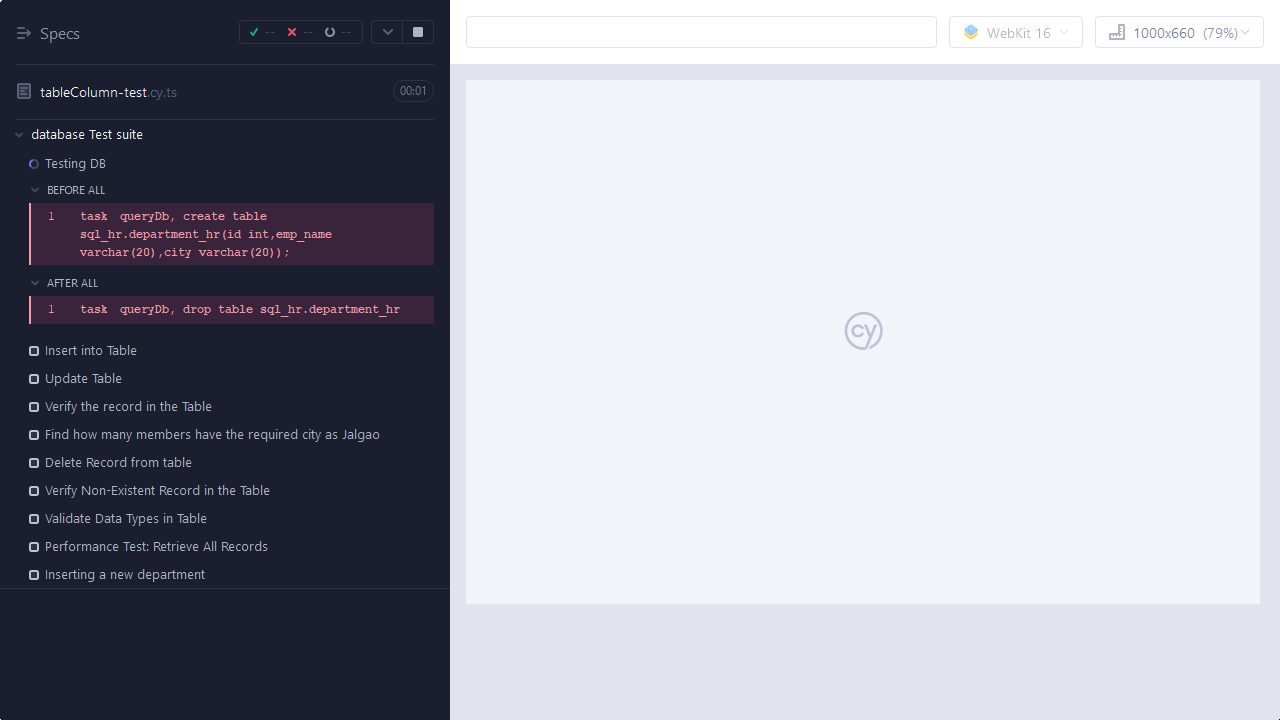 Specs
--
--
--
WebKit 16
1000x660 (79%)
tableColumn-test.cy.ts
00:01
database Test suite
Testing DB
BEFORE ALL
1 task queryDb, create table
sql_hr.department_hr(id int,emp_name
varchar(20),city varchar(20));
AFTER ALL
1 task queryDb, drop table sql_hr.department_hr
Insert into Table
Update Table
Verify the record in the Table
Find how many members have the required city as Jalgao
Delete Record from table
Verify Non-Existent Record in the Table
Validate Data Types in Table
Performance Test: Retrieve All Records
Inserting a new department
cy